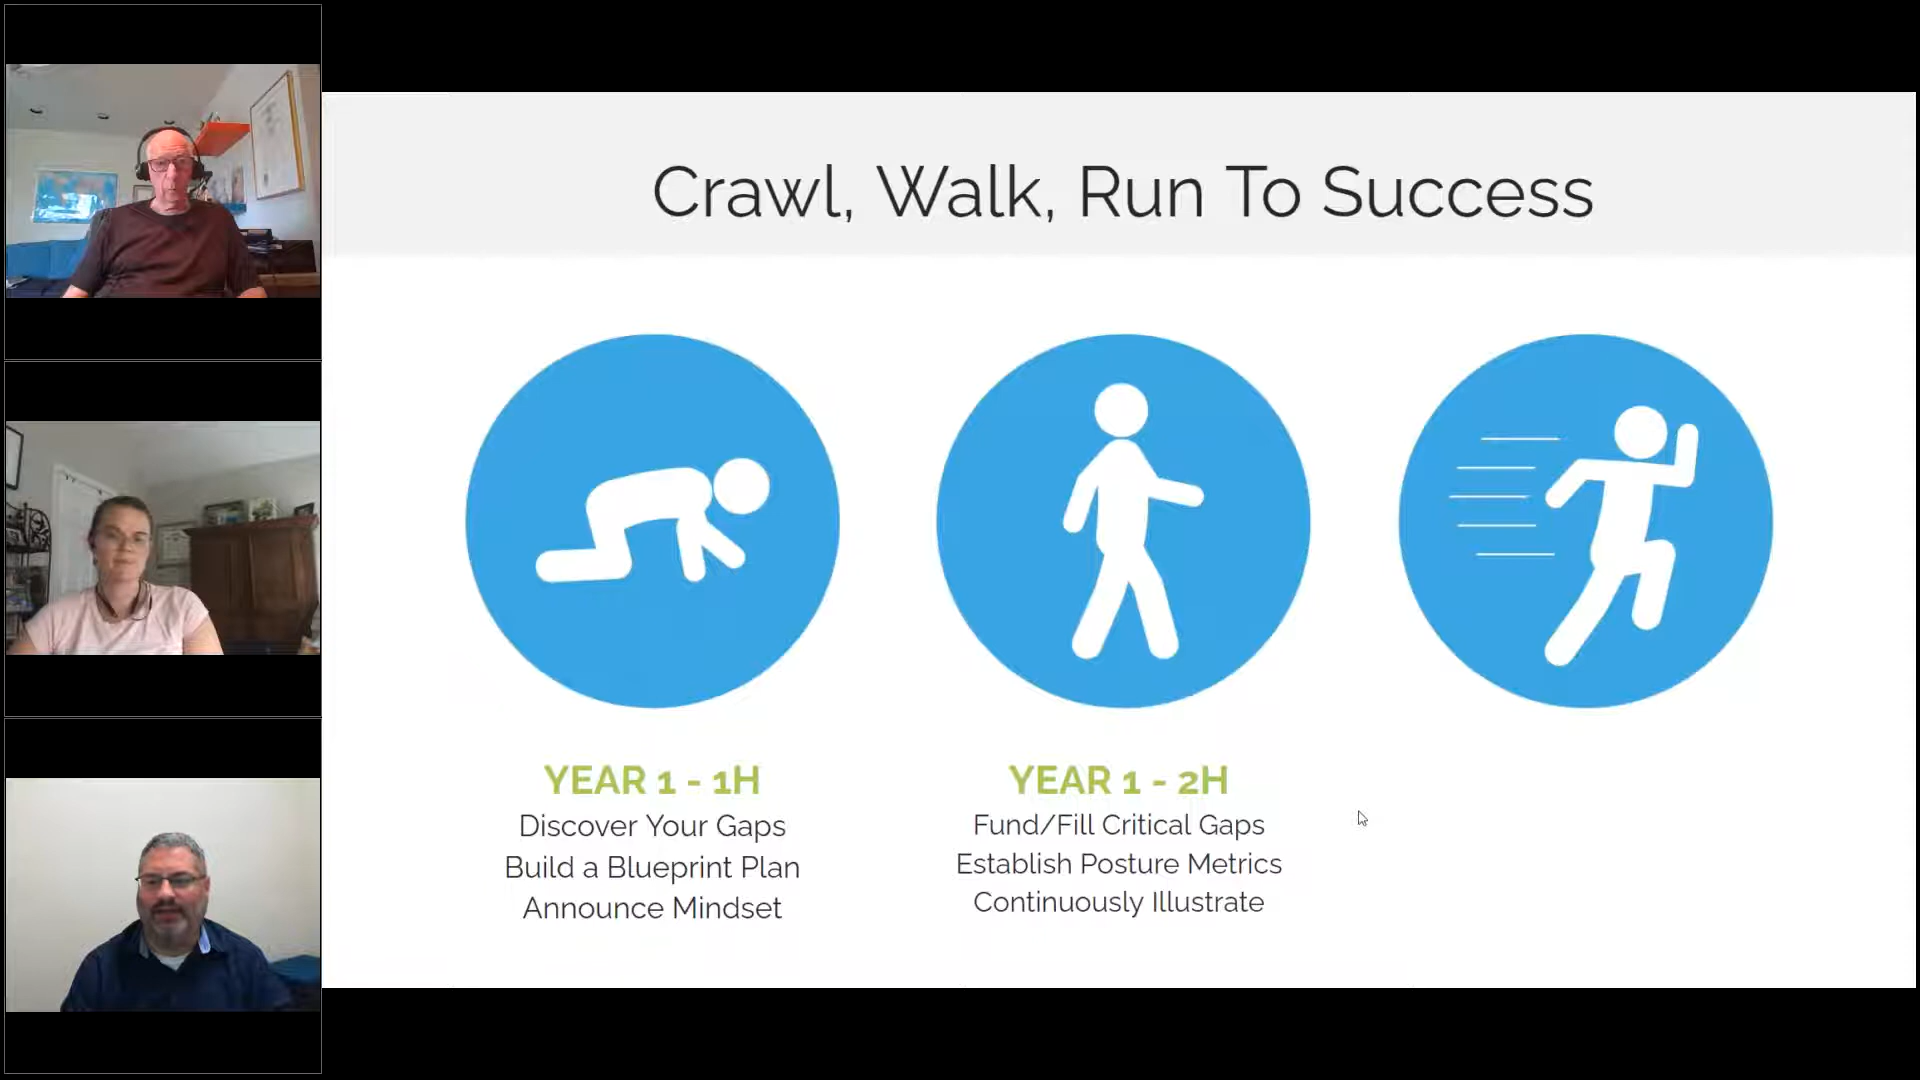 Crawl, Walk, Run To Success
YEAR 1 - 1H
Discover Your Gaps
Build a Blueprint Plan
Announce Mindset
YEAR 1 - 2H
Fund/Fill Critical Gaps
Establish Posture Metrics
Continuously Illustrate